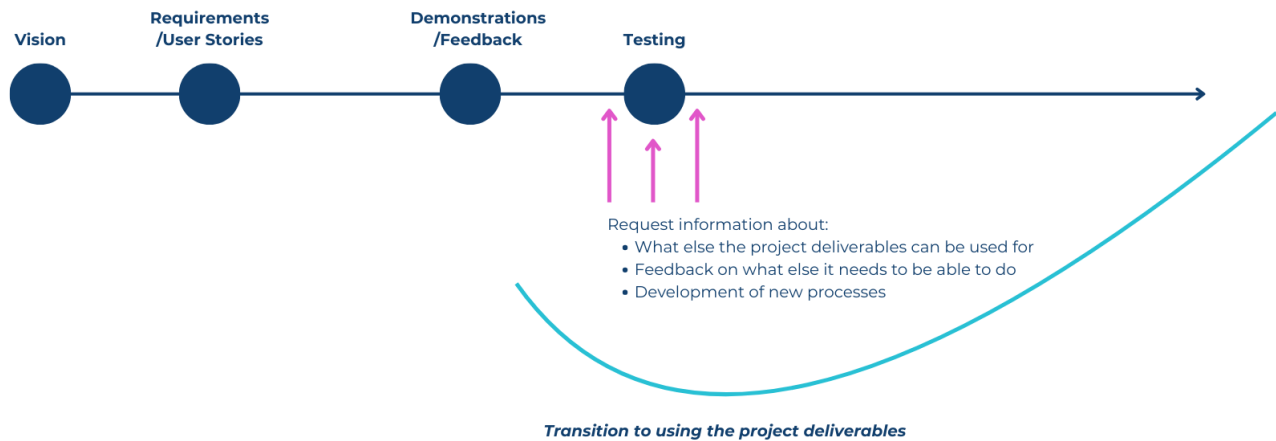 Vision
Requirements
/User Stories
Demonstrations
/Feedback
Testing
Request information about:
• What else the project deliverables can be used for
• Feedback on what else it needs to be able to do
• Development of new processes
Transition to using the project deliverables